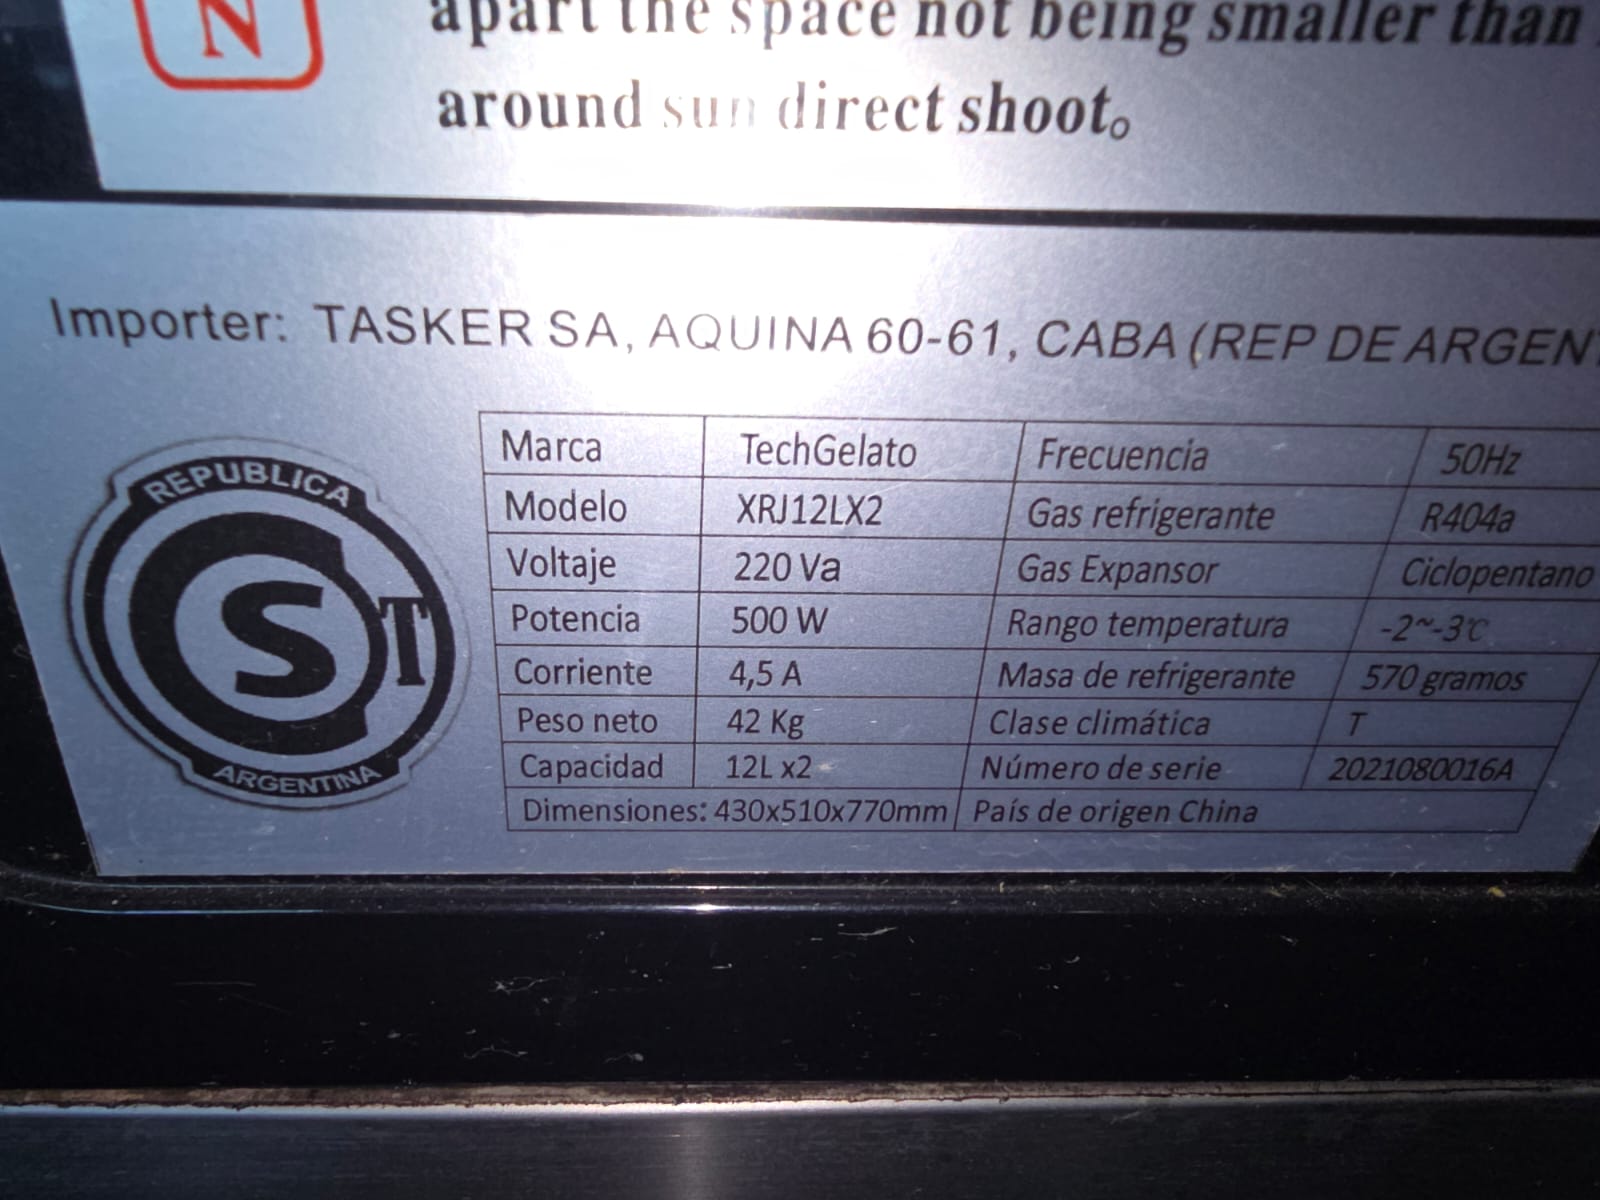 N
apart the space not being smaller than
around sun direct shoot。
Importer: TASKER SA, AQUINA 60-61, CABA (REP DE ARGEN
REPUBLICA
CST
ARGENTINA
Marca TechGelato Frecuencia 50Hz
Modelo XRJ12LX2 Gas refrigerante R404a
Voltaje 220 Va Gas Expansor Ciclopentano
Potencia 500 W Rango temperatura -2~-3℃
Corriente 4,5 A Masa de refrigerante 570 gramos
Peso neto 42 Kg Clase climática T
Capacidad 12L x2 Número de serie 2021080016A
Dimensiones: 430x510x770mm País de origen China